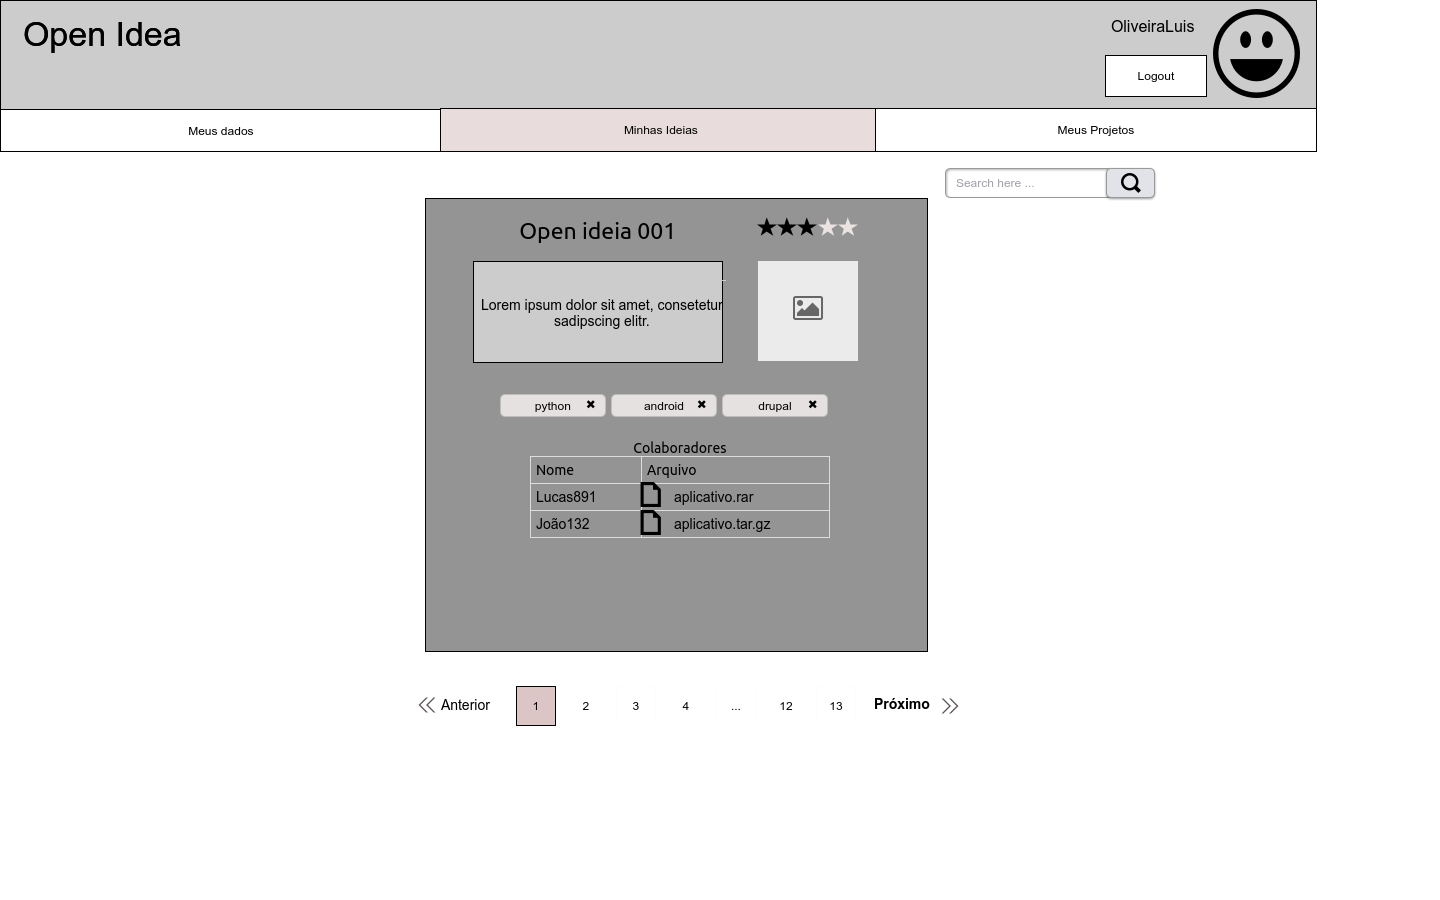 Open Idea
OliveiraLuis
Logout
Meus dados
Minhas Ideias
Meus Projetos
Search here ...
Open ideia 001
Lorem ipsum dolor sit amet, consetetur
sadipscing elitr.
python
android
drupal
Colaboradores
Nome
Arquivo
Lucas891
aplicativo.rar
João132
aplicativo.tar.gz
Anterior
1
2
3
4
...
12
13
Próximo